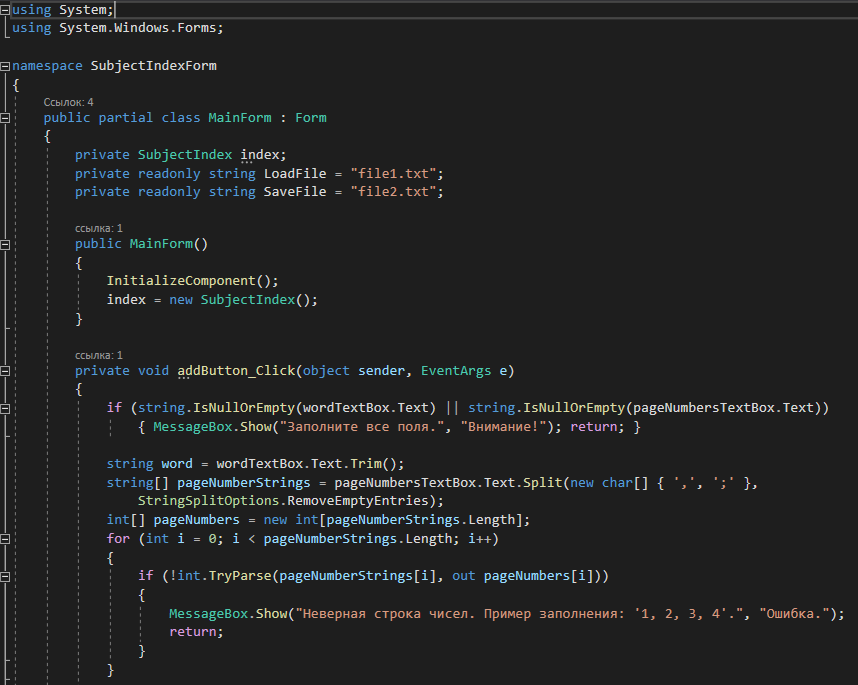 using System;
using System.Windows.Forms;
namespace SubjectIndexForm
{
Ссылок: 4
public partial class MainForm : Form
{
private SubjectIndex index;
private readonly string LoadFile = "file1.txt";
private readonly string SaveFile = "file2.txt";
ссылка: 1
public MainForm()
{
InitializeComponent();
index = new SubjectIndex();
}
ссылка: 1
private void addButton_Click(object sender, EventArgs e)
{
if (string.IsNullOrEmpty(wordTextBox.Text) || string.IsNullOrEmpty(pageNumbersTextBox.Text))
{ MessageBox.Show("Заполните все поля.", "Внимание!"); return; }
string word = wordTextBox.Text.Trim();
string[] pageNumberStrings = pageNumbersTextBox.Text.Split(new char[] { ',', ';' },
StringSplitOptions.RemoveEmptyEntries);
int[] pageNumbers = new int[pageNumberStrings.Length];
for (int i = 0; i < pageNumberStrings.Length; i++)
{
if (!int.TryParse(pageNumberStrings[i], out pageNumbers[i]))
{
MessageBox.Show("Неверная строка чисел. Пример заполнения: '1, 2, 3, 4'.", "Ошибка.");
return;
}
}